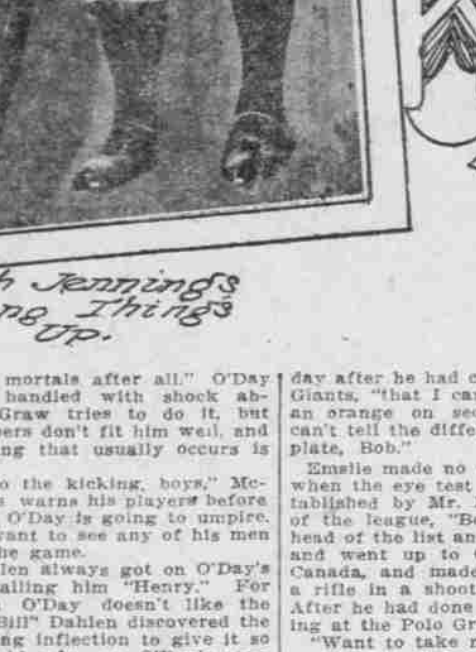 h Jennings
ng Things
Up.
mortals after all." O'Day
handled with shock ab-
Graw tries to do it, but
ers don't fit him well, and
ing that usually occurs is
o the kicking, boys," Mc-
s warns his players before
O'Day is going to umpire.
want to see any of his men
he game.
len always got on O'Day's
alling him "Henry." For
O'Day doesn't like the
Bill" Dahlen discovered the
ng inflection to give it so
day after he had c
Giants, "that I ca
an orange on se
can't tell the diffe
plate, Bob."
Emslie made no
when the eye test
tablished by Mr.
of the league, "B
head of the list an
and went up to
Canada, and made
a rifle in a shoot
After he had done
ing at the Polo Gr
"Want to take